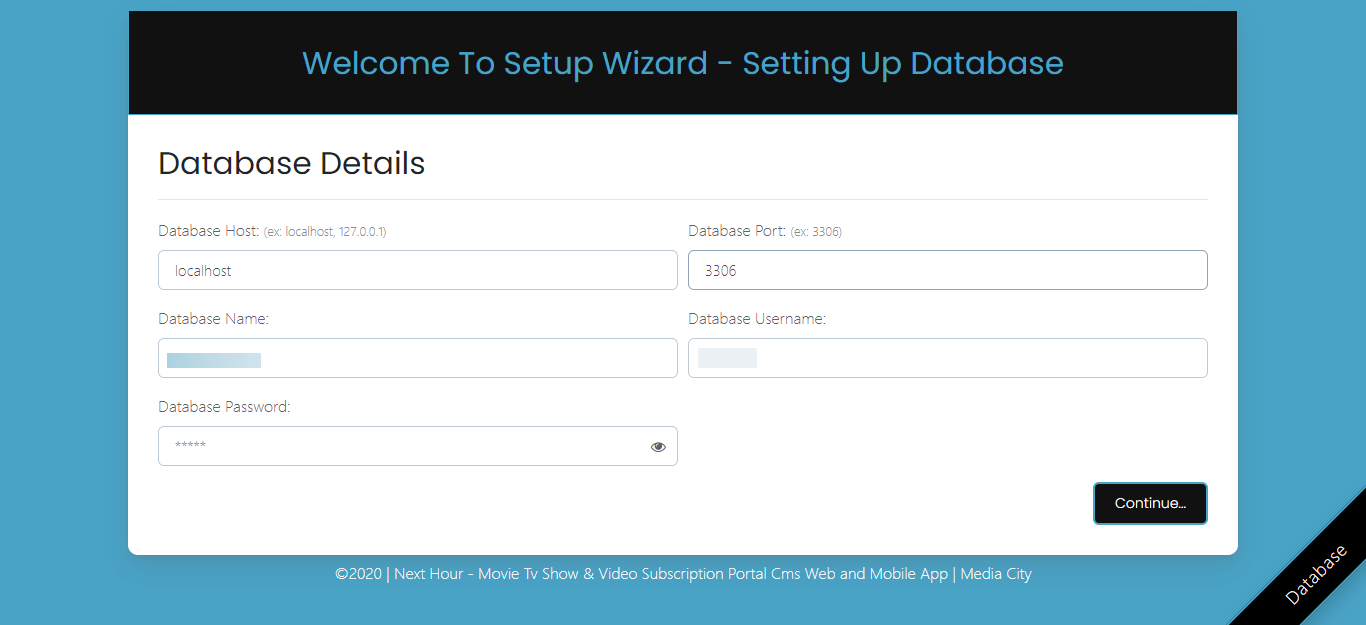 Welcome To Setup Wizard - Setting Up Database
Database Details
Database Host: (ex: localhost, 127.0.0.1)
Database Port: (ex: 3306)
localhost
3306
Database Name:
Database Username:
Database Password:
*****
Continue...
©2020 | Next Hour - Movie Tv Show & Video Subscription Portal Cms Web and Mobile App | Media City
Database